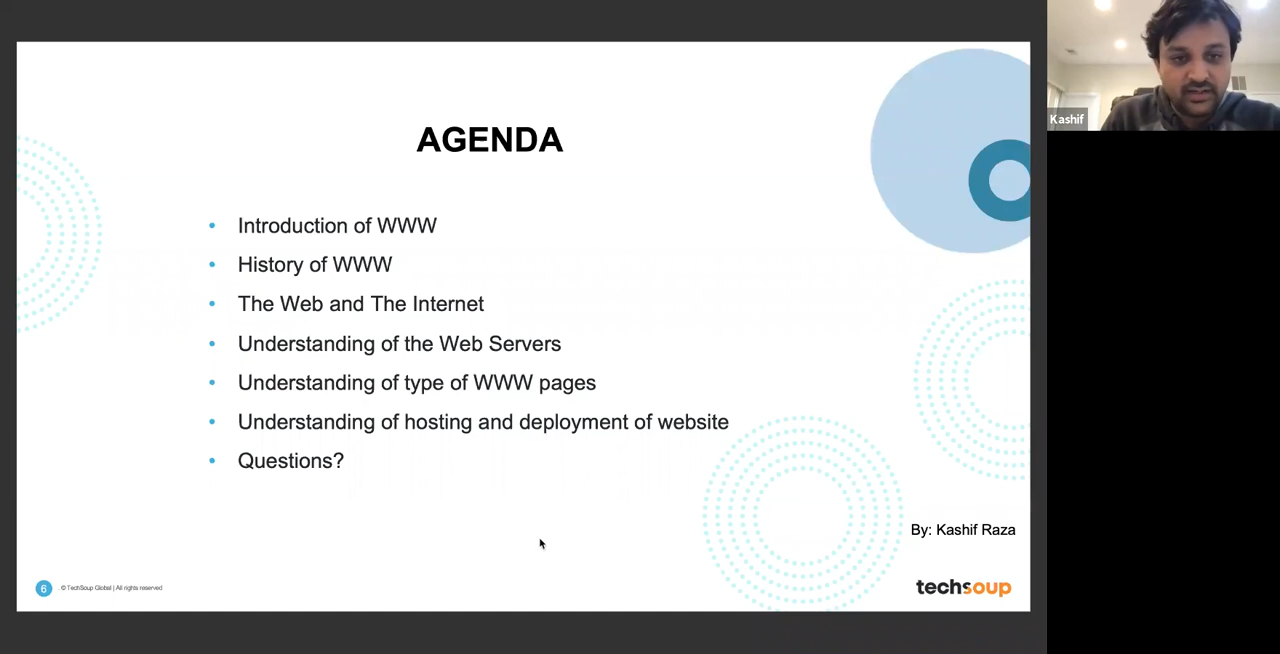 AGENDA
• Introduction of WWW
• History of WWW
• The Web and The Internet
• Understanding of the Web Servers
• Understanding of type of WWW pages
• Understanding of hosting and deployment of website
• Questions?
By: Kashif Raza
6 © TechSoup Global | All rights reserved
techsoup
Kashif